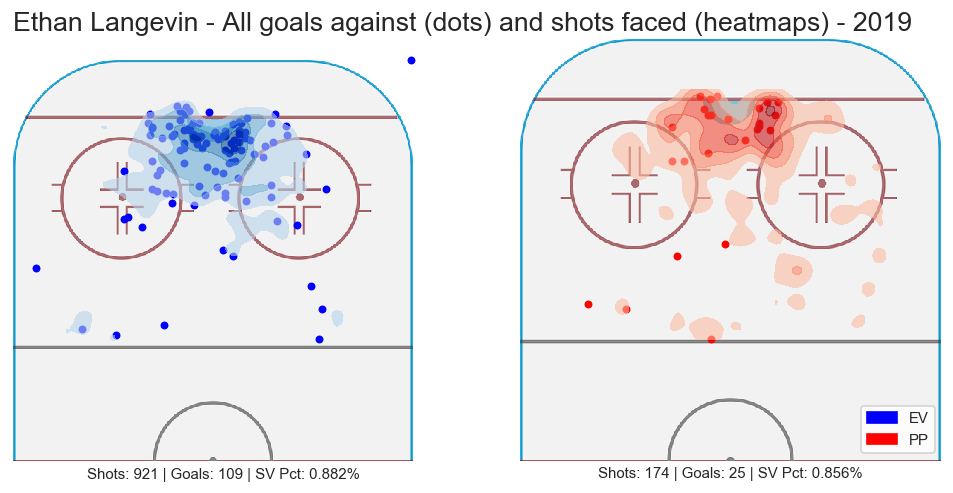 Ethan Langevin - All goals against (dots) and shots faced (heatmaps) - 2019
EV
PP
Shots: 921 | Goals: 109 | SV Pct: 0.882%
Shots: 174 | Goals: 25 | SV Pct: 0.856%